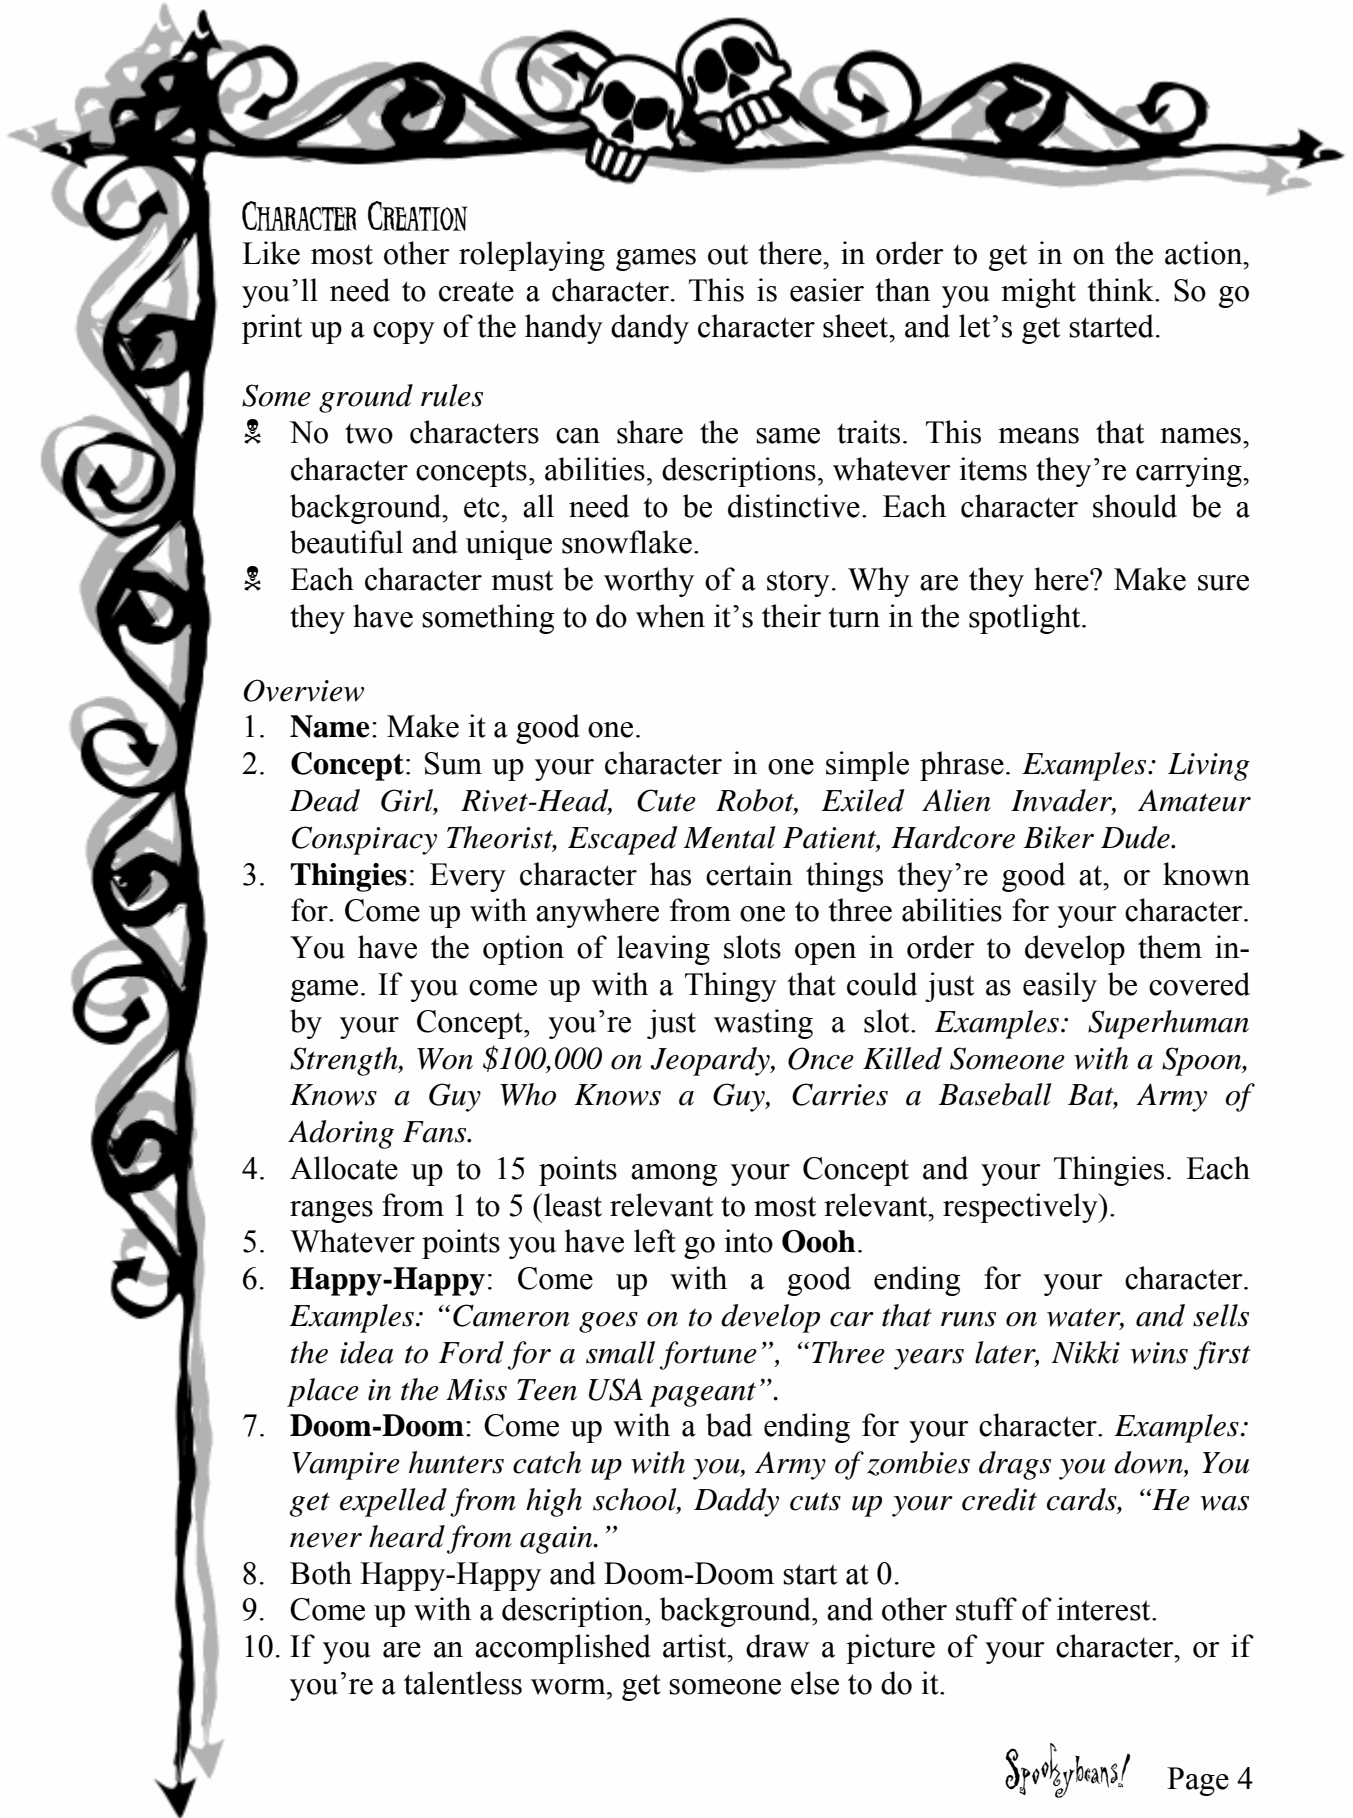 Character Creation
Like most other roleplaying games out there, in order to get in on the action,
you'll need to create a character. This is easier than you might think. So go
print up a copy of the handy dandy character sheet, and let's get started.
Some ground rules
☠ No two characters can share the same traits. This means that names,
character concepts, abilities, descriptions, whatever items they're carrying,
background, etc, all need to be distinctive. Each character should be a
beautiful and unique snowflake.
☠ Each character must be worthy of a story. Why are they here? Make sure
they have something to do when it's their turn in the spotlight.
Overview
1. Name: Make it a good one.
2. Concept: Sum up your character in one simple phrase. Examples: Living
Dead Girl, Rivet-Head, Cute Robot, Exiled Alien Invader, Amateur
Conspiracy Theorist, Escaped Mental Patient, Hardcore Biker Dude.
3. Thingies: Every character has certain things they're good at, or known
for. Come up with anywhere from one to three abilities for your character.
You have the option of leaving slots open in order to develop them in-
game. If you come up with a Thingy that could just as easily be covered
by your Concept, you're just wasting a slot. Examples: Superhuman
Strength, Won $100,000 on Jeopardy, Once Killed Someone with a Spoon,
Knows a Guy Who Knows a Guy, Carries a Baseball Bat, Army of
Adoring Fans.
4. Allocate up to 15 points among your Concept and your Thingies. Each
ranges from 1 to 5 (least relevant to most relevant, respectively).
5. Whatever points you have left go into Oooh.
6. Happy-Happy: Come up with a good ending for your character.
Examples: "Cameron goes on to develop car that runs on water, and sells
the idea to Ford for a small fortune", "Three years later, Nikki wins first
place in the Miss Teen USA pageant".
7. Doom-Doom: Come up with a bad ending for your character. Examples:
Vampire hunters catch up with you, Army of zombies drags you down, You
get expelled from high school, Daddy cuts up your credit cards, "He was
never heard from again."
8. Both Happy-Happy and Doom-Doom start at 0.
9. Come up with a description, background, and other stuff of interest.
10. If you are an accomplished artist, draw a picture of your character, or if
you're a talentless worm, get someone else to do it.
Spookybeans! Page 4